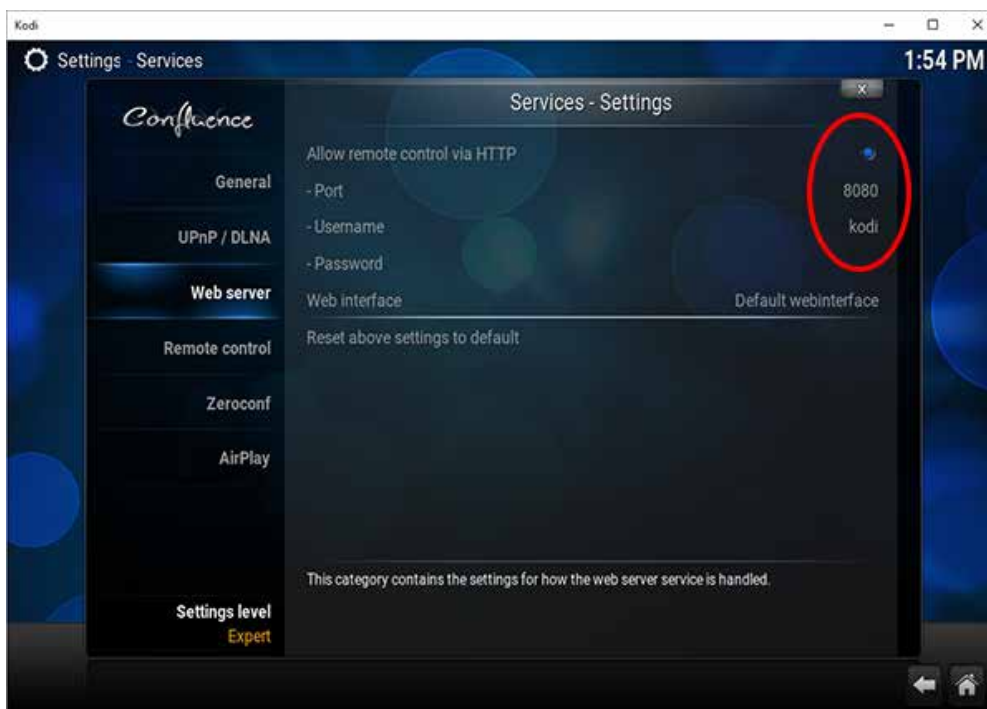 Kodi
Settings - Services
1:54 PM
Confluence
Services - Settings
X
Allow remote control via HTTP
General
- Port 8080
UPnP / DLNA
- Username kodi
- Password
Web server
Web interface Default webinterface
Remote control
Reset above settings to default
Zeroconf
AirPlay
This category contains the settings for how the web server service is handled.
Settings level
Expert